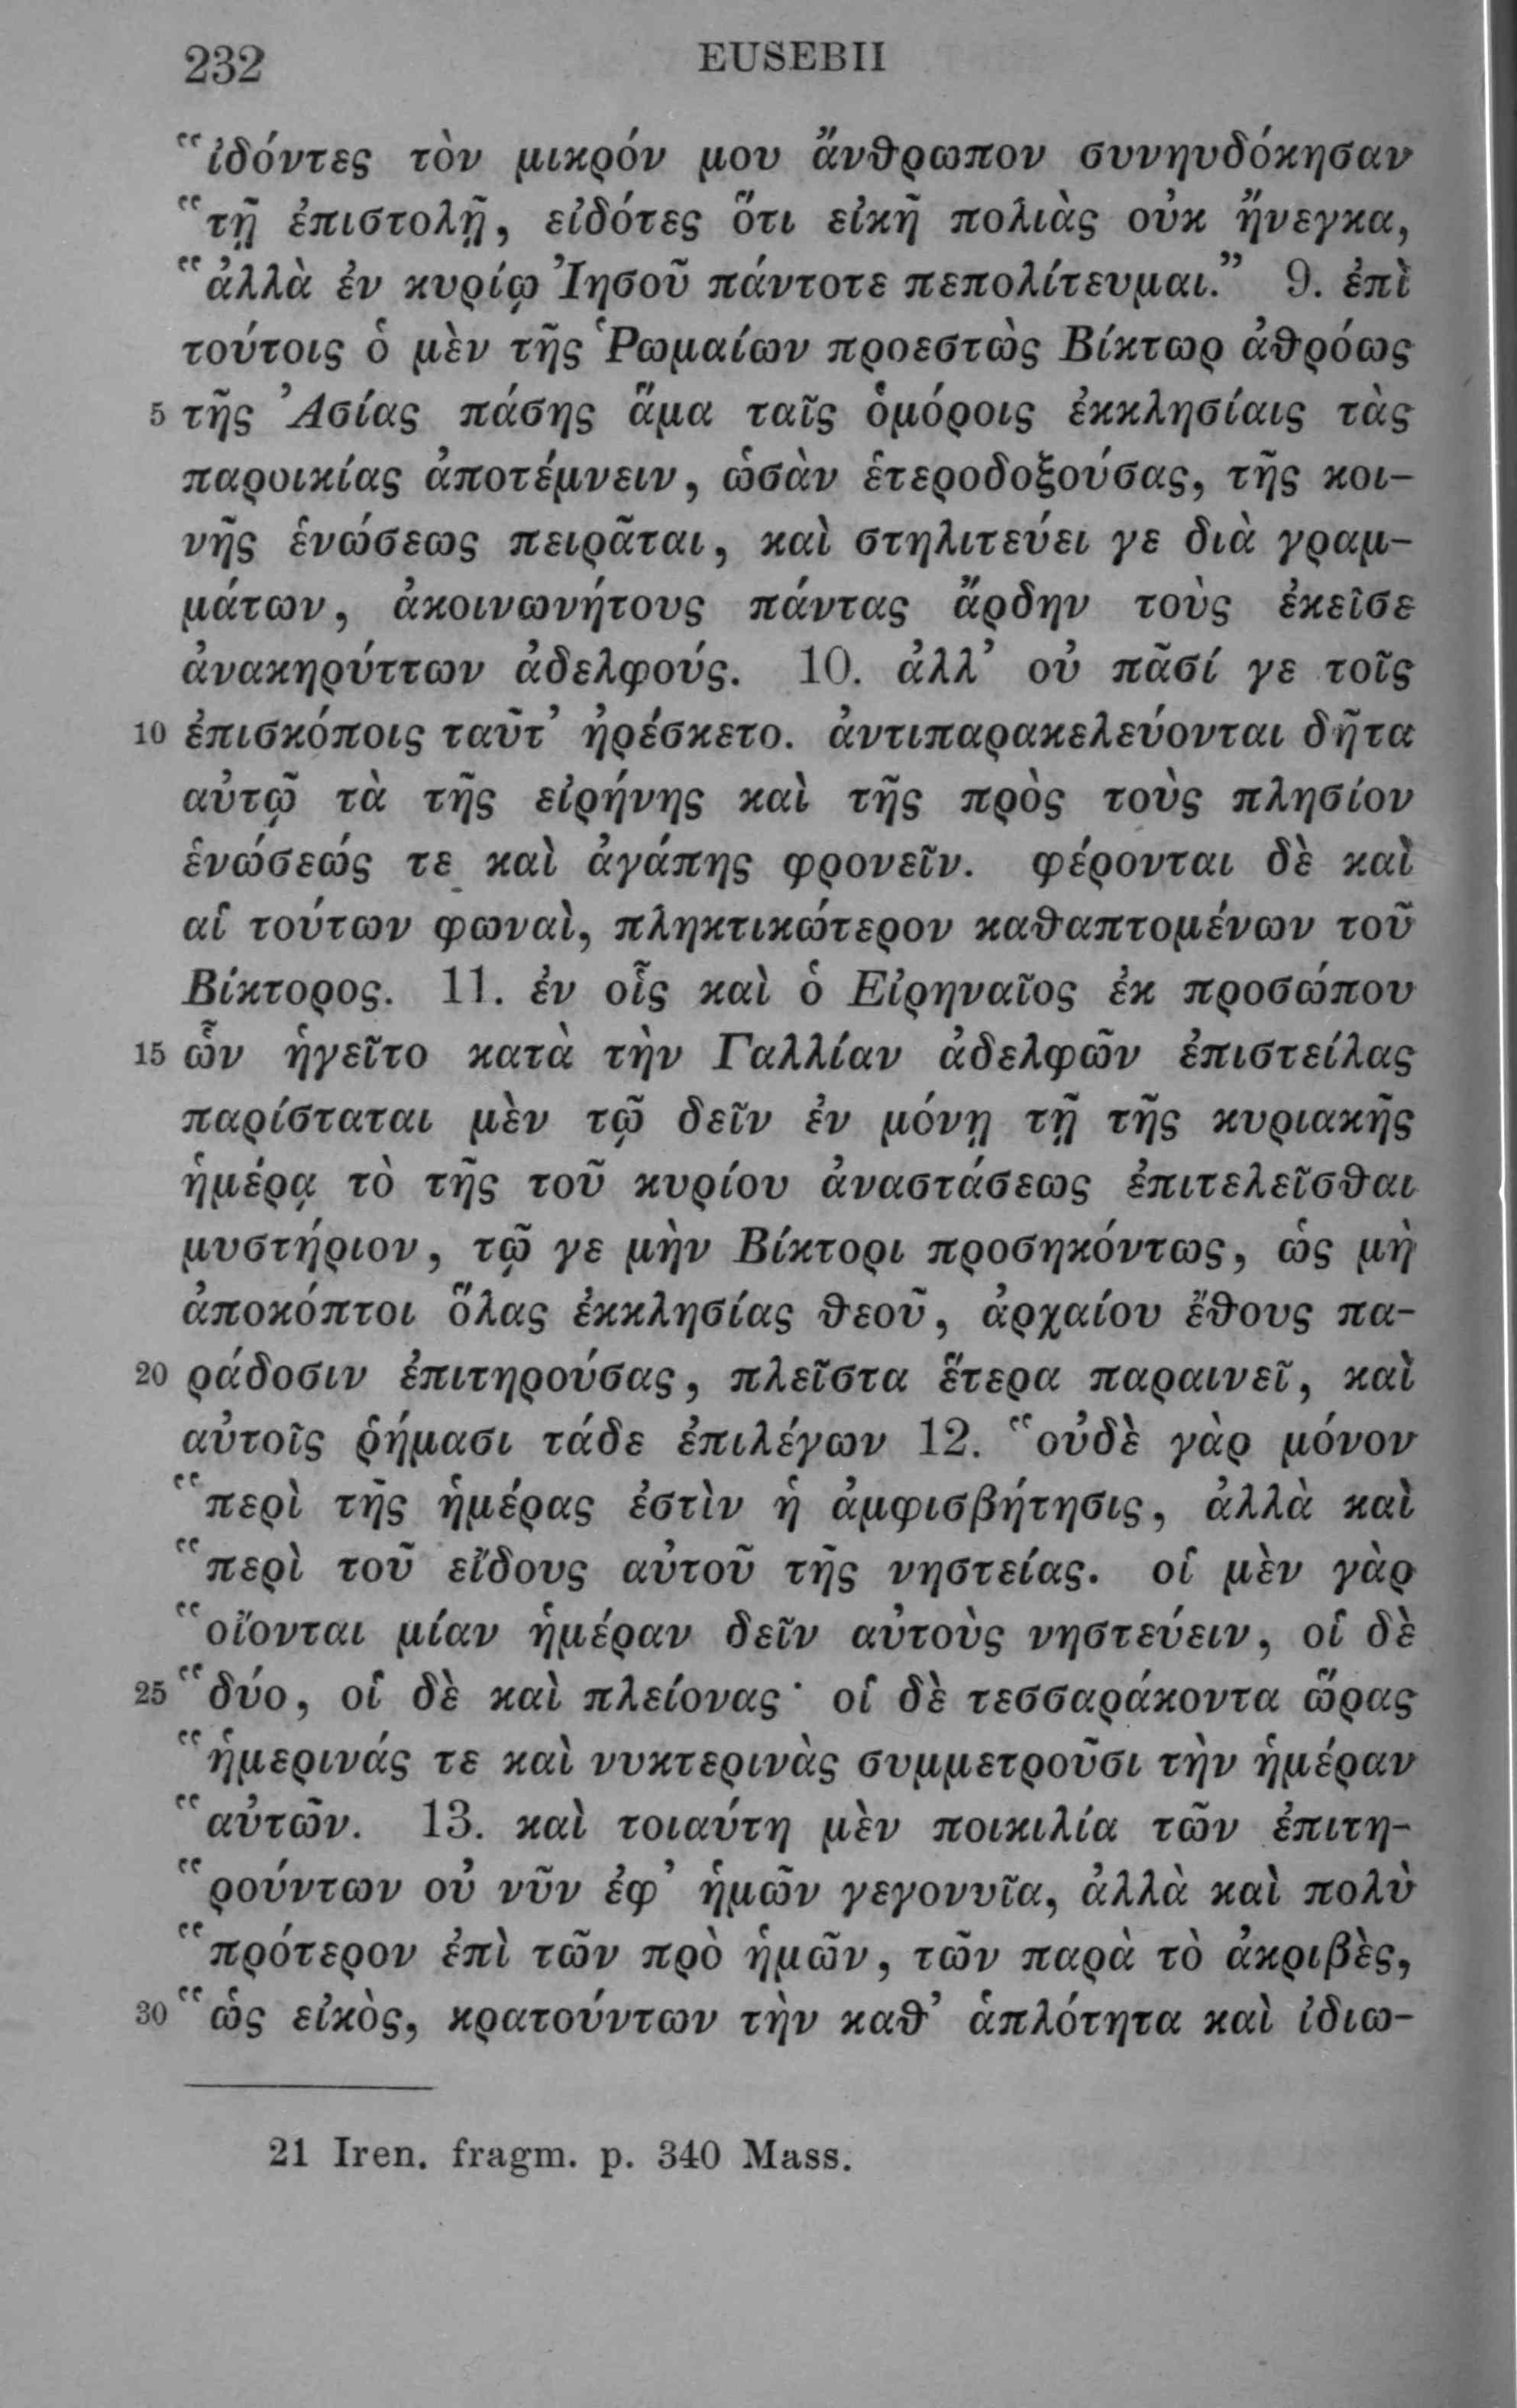 232 EUSEBII
“ἰδόντες τὸν μικρόν μου ἄνθρωπον συνηυδόκησαν
“τῇ ἐπιστολῇ, εἰδότες ὅτι εἰκῆ πολιὰς οὐκ ἤνεγκα,
“ἀλλὰ ἐν κυρίῳ Ἰησοῦ πάντοτε πεπολίτευμαι.” 9. ἐπὶ
τούτοις ὁ μὲν τῆς Ῥωμαίων προεστὼς Βίκτωρ ἀθρόως
5 τῆς Ἀσίας πάσης ἅμα ταῖς ὁμόροις ἐκκλησίαις τὰς
παροικίας ἀποτέμνειν, ὡσὰν ἑτεροδοξούσας, τῆς κοι-
νῆς ἑνώσεως πειρᾶται, καὶ στηλιτεύει γε διὰ γραμ-
μάτων, ἀκοινωνήτους πάντας ἄρδην τοὺς ἐκεῖσε
ἀνακηρύττων ἀδελφούς. 10. ἀλλ’ οὐ πᾶσί γε τοῖς
10 ἐπισκόποις ταῦτ’ ἠρέσκετο. ἀντιπαρακελεύονται δῆτα
αὐτῷ τὰ τῆς εἰρήνης καὶ τῆς πρὸς τοὺς πλησίον
ἑνώσεώς τε καὶ ἀγάπης φρονεῖν. φέρονται δὲ καὶ
αἱ τούτων φωναὶ, πληκτικώτερον καθαπτομένων τοῦ
Βίκτορος. 11. ἐν οἷς καὶ ὁ Εἰρηναῖος ἐκ προσώπου
15 ὧν ἡγεῖτο κατὰ τὴν Γαλλίαν ἀδελφῶν ἐπιστείλας
παρίσταται μὲν τῷ δεῖν ἐν μόνῃ τῇ τῆς κυριακῆς
ἡμέρᾳ τὸ τῆς τοῦ κυρίου ἀναστάσεως ἐπιτελεῖσθαι
μυστήριον, τῷ γε μὴν Βίκτορι προσηκόντως, ὡς μὴ
ἀποκόπτοι ὅλας ἐκκλησίας θεοῦ, ἀρχαίου ἔθους πα-
20 ράδοσιν ἐπιτηρούσας, πλεῖστα ἕτερα παραινεῖ, καὶ
αὐτοῖς ῥήμασι τάδε ἐπιλέγων 12. “οὐδὲ γὰρ μόνον
“περὶ τῆς ἡμέρας ἐστὶν ἡ ἀμφισβήτησις, ἀλλὰ καὶ
“περὶ τοῦ εἴδους αὐτοῦ τῆς νηστείας. οἱ μὲν γὰρ
“οἴονται μίαν ἡμέραν δεῖν αὐτοὺς νηστεύειν, οἱ δὲ
25 “δύο, οἱ δὲ καὶ πλείονας· οἱ δὲ τεσσαράκοντα ὥρας
“ἡμερινάς τε καὶ νυκτερινὰς συμμετροῦσι τὴν ἡμέραν
“αὐτῶν. 13. καὶ τοιαύτη μὲν ποικιλία τῶν ἐπιτη-
“ρούντων οὐ νῦν ἐφ’ ἡμῶν γεγονυῖα, ἀλλὰ καὶ πολὺ
“πρότερον ἐπὶ τῶν πρὸ ἡμῶν, τῶν παρὰ τὸ ἀκριβὲς,
30 “ὡς εἰκὸς, κρατούντων τὴν καθ’ ἁπλότητα καὶ ἰδιω-
21 Iren. fragm. p. 340 Mass.